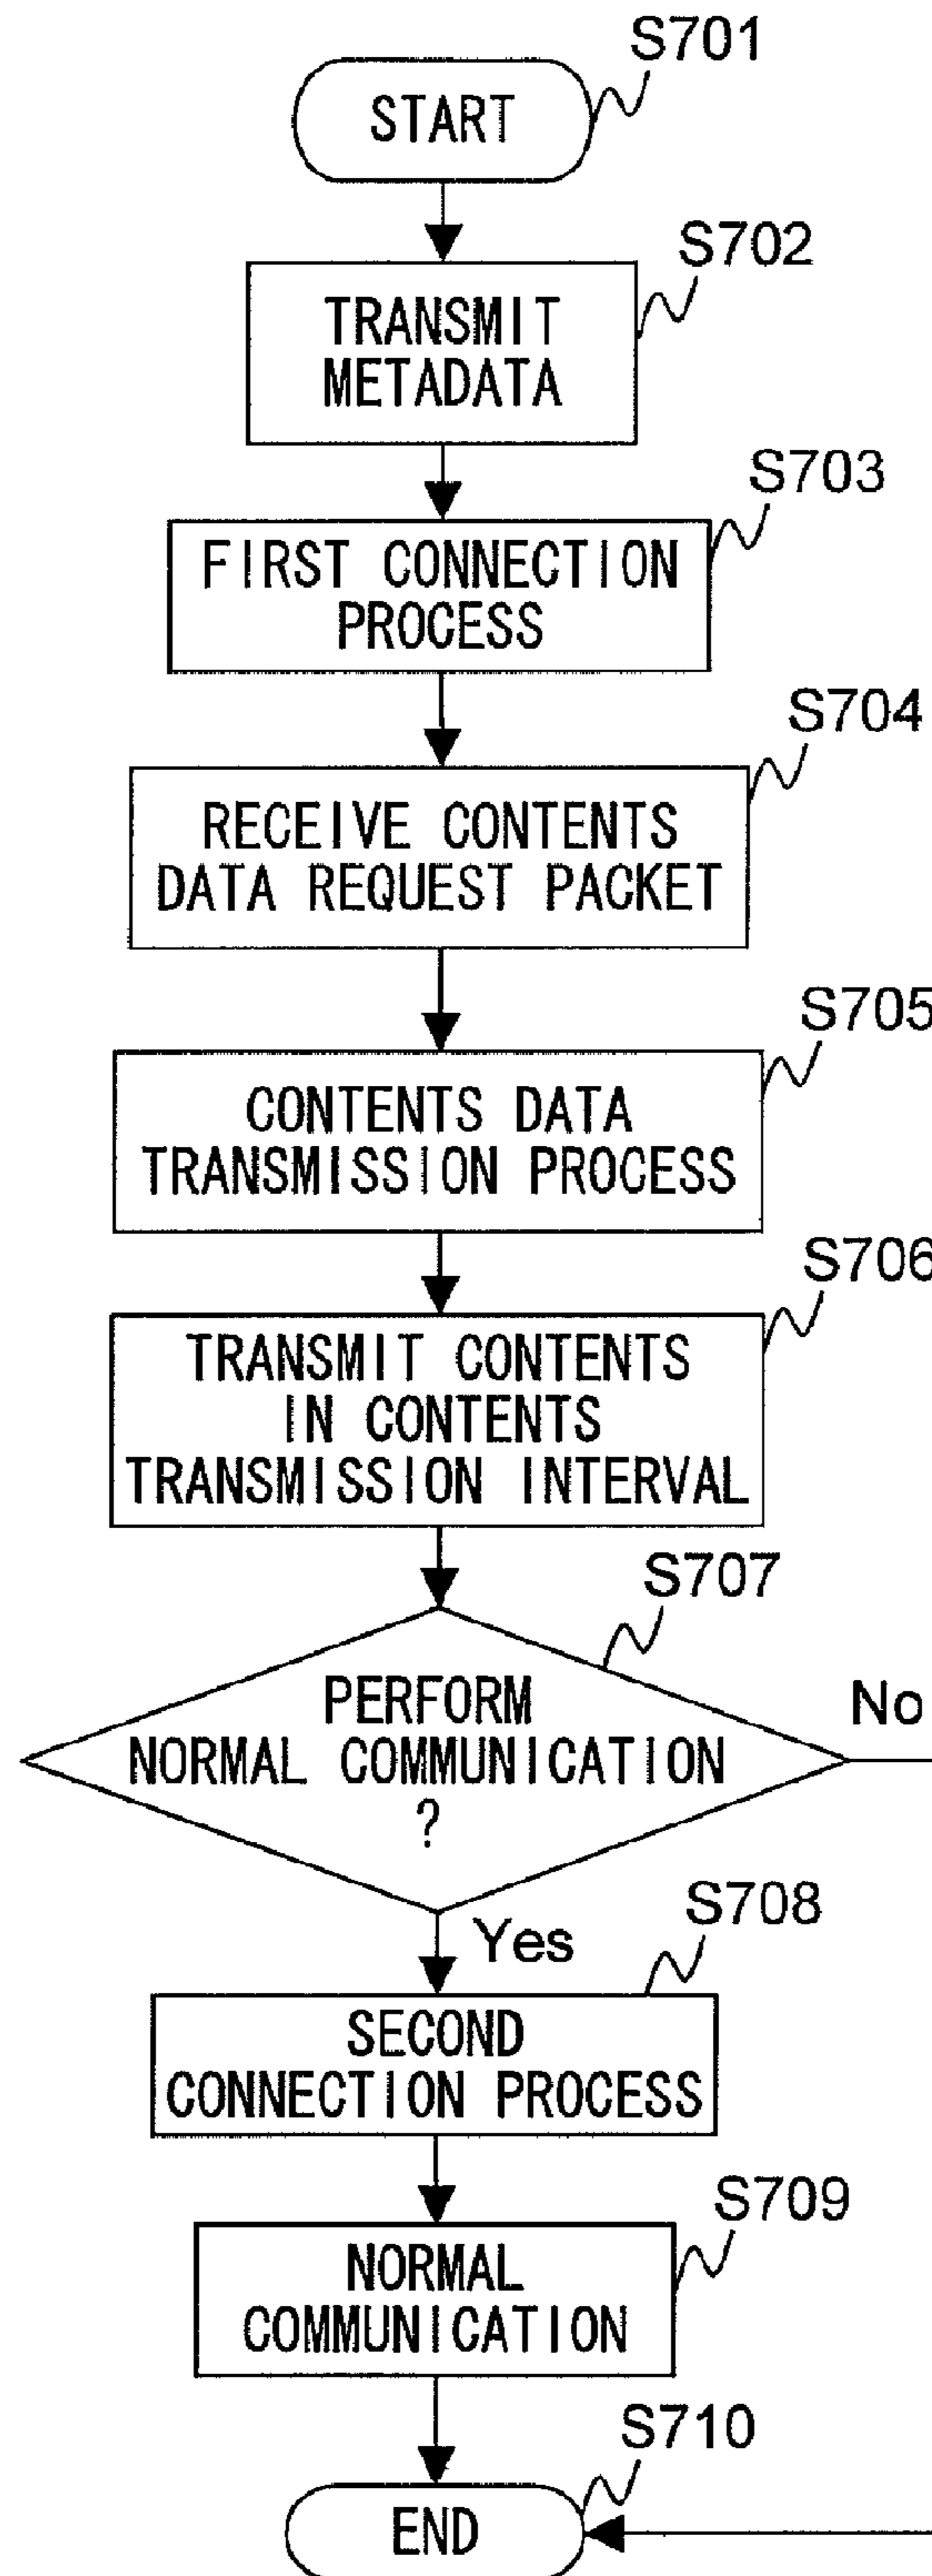 S701
START
S702
TRANSMIT
METADATA
S703
FIRST CONNECTION
PROCESS
S704
RECEIVE CONTENTS
DATA REQUEST PACKET
S705
CONTENTS DATA
TRANSMISSION PROCESS
S706
TRANSMIT CONTENTS
IN CONTENTS
TRANSMISSION INTERVAL
S707
PERFORM
NORMAL COMMUNICATION
?
No
Yes
S708
SECOND
CONNECTION PROCESS
S709
NORMAL
COMMUNICATION
S710
END